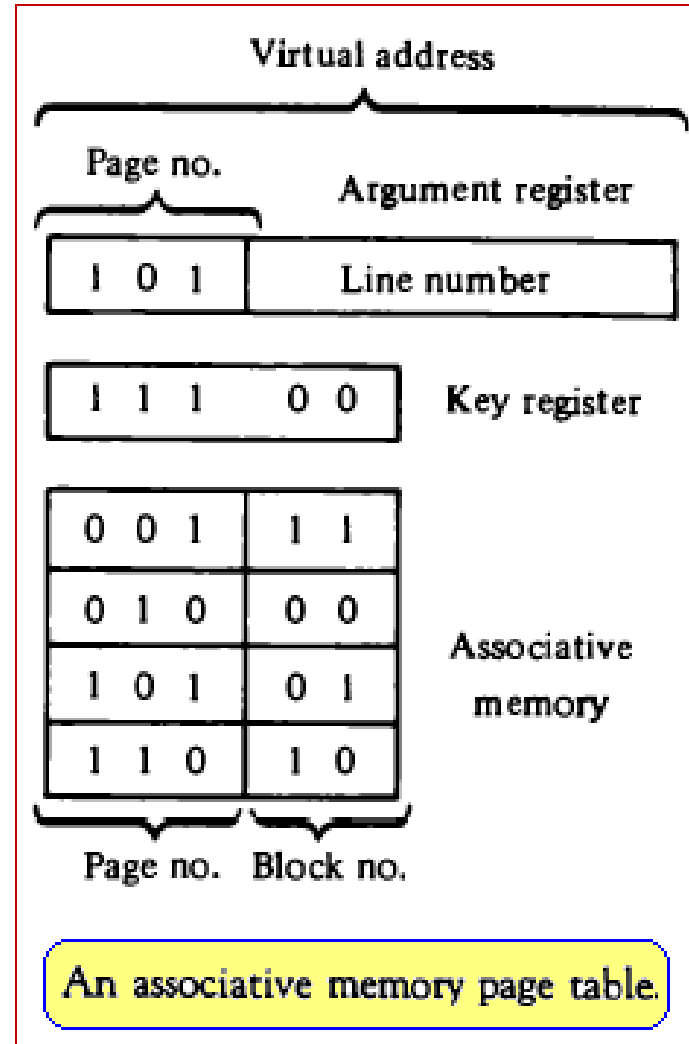 Virtual address
Page no.
Argument register
1 0 1 Line number
1 1 1 0 0 Key register
0 0 1 1 1
0 1 0 0 0
Associative
1 0 1 0 1
memory
1 1 0 1 0
Page no. Block no.
An associative memory page table.